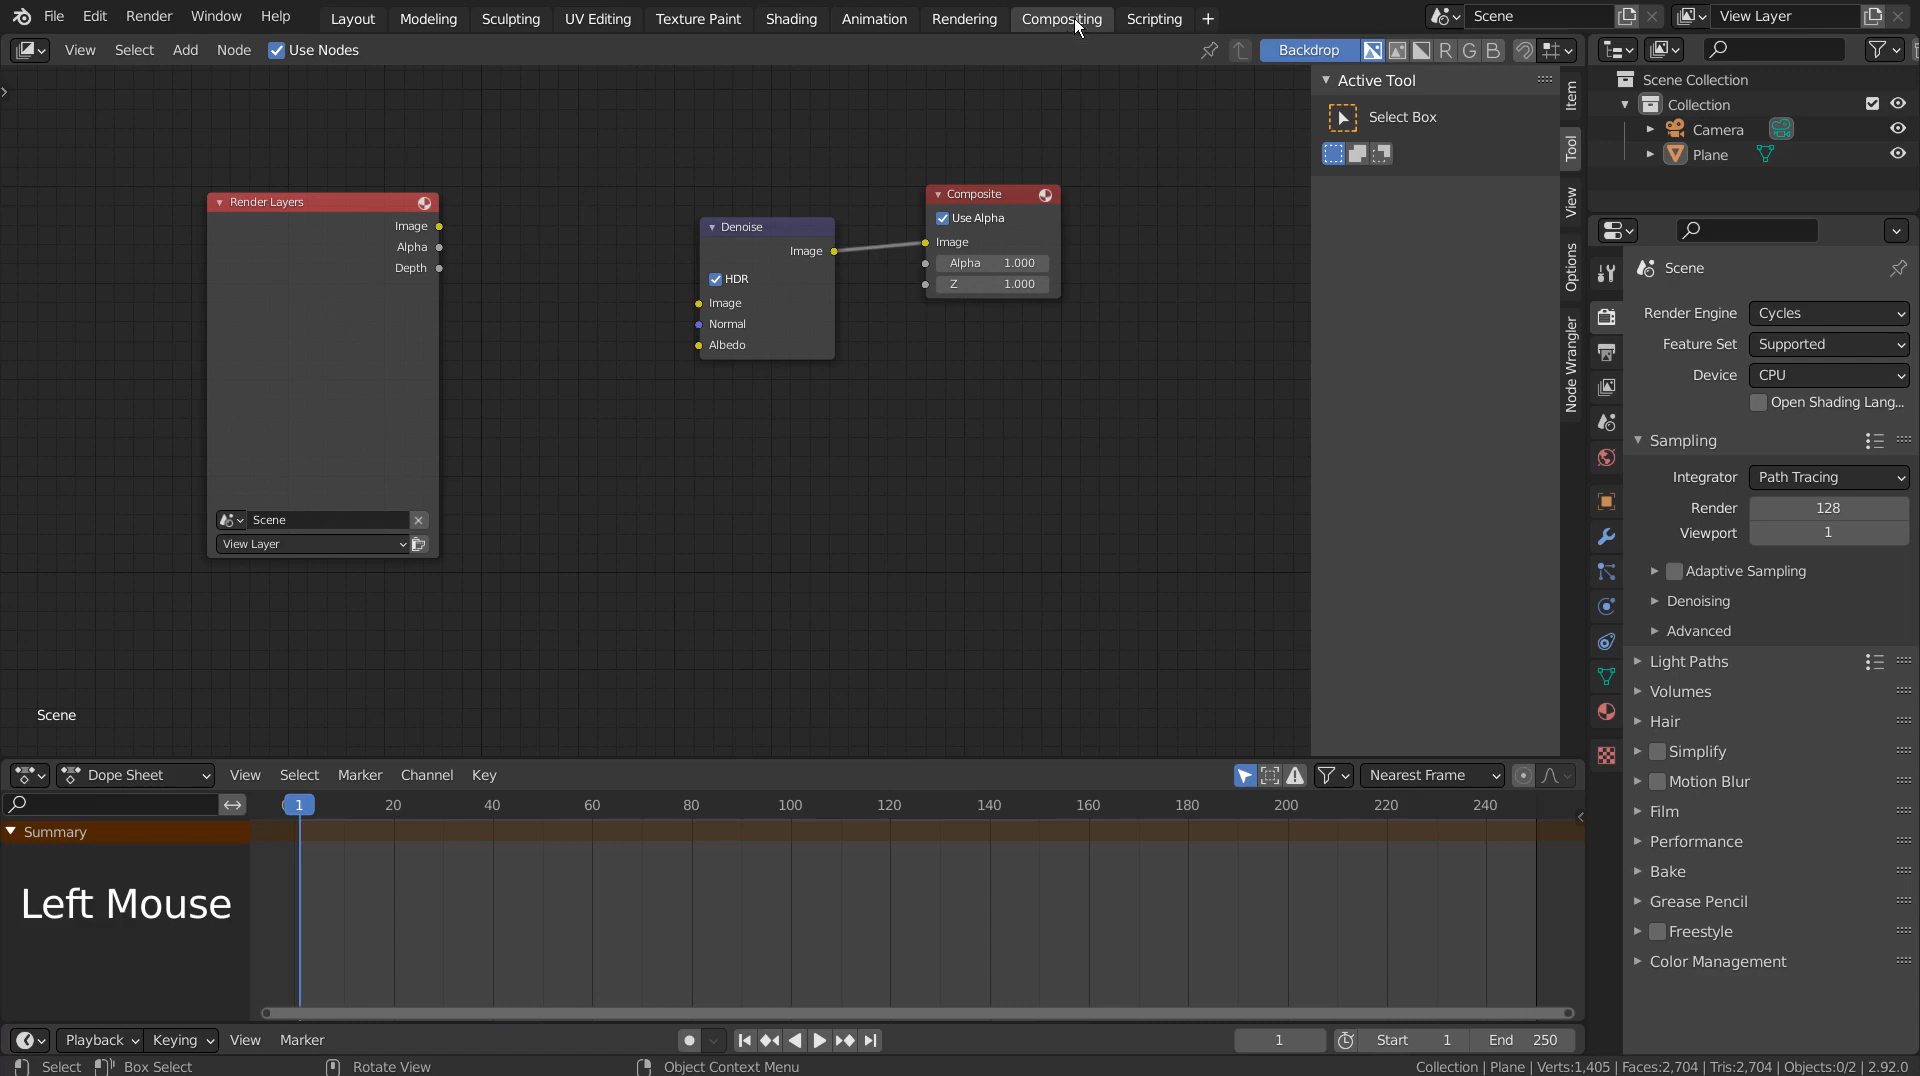 File Edit Render Window Help Layout Modeling Sculpting UV Editing Texture Paint Shading Animation Rendering Compositing Scripting + Scene View Layer
View Select Add Node Use Nodes Backdrop R G B
Active Tool
Select Box
Item
Tool
View
Options
Node Wrangler
Render Layers
Image
Alpha
Depth
Scene
View Layer
Denoise
Image
HDR
Image
Normal
Albedo
Composite
Use Alpha
Image
Alpha 1.000
Z 1.000
Scene
Scene Collection
Collection
Camera
Plane
Scene
Render Engine Cycles
Feature Set Supported
Device CPU
Open Shading Lang...
Sampling
Integrator Path Tracing
Render 128
Viewport 1
Adaptive Sampling
Denoising
Advanced
Light Paths
Volumes
Hair
Simplify
Motion Blur
Film
Performance
Bake
Grease Pencil
Freestyle
Color Management
Dope Sheet View Select Marker Channel Key Nearest Frame
1 20 40 60 80 100 120 140 160 180 200 220 240
Summary
Left Mouse
Playback Keying View Marker 1 Start 1 End 250
Select Box Select Rotate View Object Context Menu Collection | Plane | Verts:1,405 | Faces:2,704 | Tris:2,704 | Objects:0/2 | 2.92.0